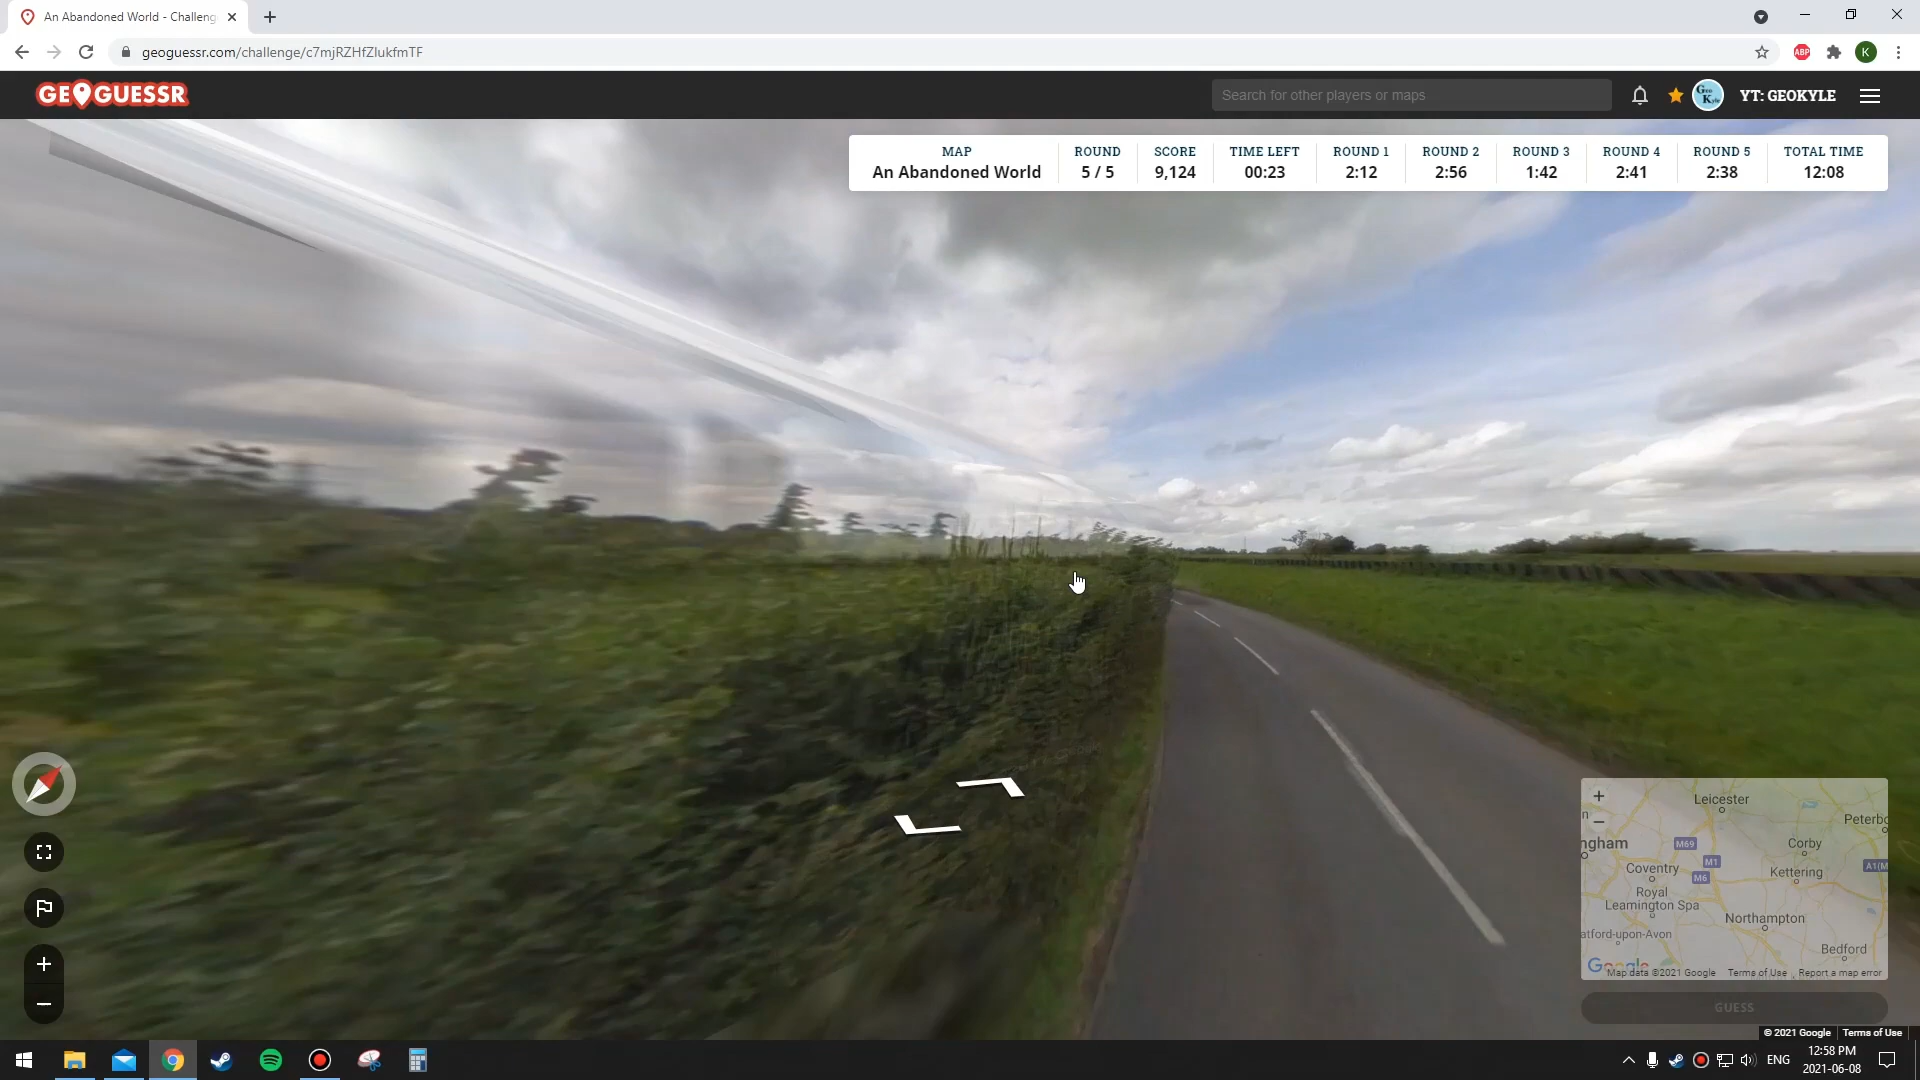 An Abandoned World - Challeng
geoguessr.com/challenge/c7mjRZHfZIukfmTF
ABP
K
GEOGUESSR
Search for other players or maps
Geo Kyle
YT: GEOKYLE
MAP ROUND SCORE TIME LEFT ROUND 1 ROUND 2 ROUND 3 ROUND 4 ROUND 5 TOTAL TIME
An Abandoned World 5 / 5 9,124 00:23 2:12 2:56 1:42 2:41 2:38 12:08
Leicester
Peterbo
ngham
M69
Corby
M1
A1(M
Coventry
M6
Kettering
Royal
Leamington Spa
Northampton
atford-upon-Avon
Bedford
Google
Map data ©2021 Google Terms of Use Report a map error
GUESS
© 2021 Google Terms of Use
ENG
12:58 PM
2021-06-08